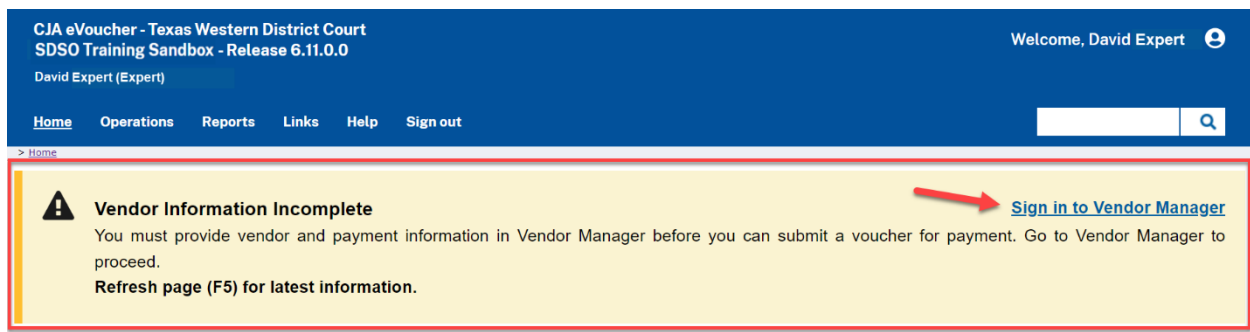 CJA eVoucher - Texas Western District Court
SDSO Training Sandbox - Release 6.11.0.0
David Expert (Expert)
Welcome, David Expert
Home Operations Reports Links Help Sign out
> Home
Vendor Information Incomplete
Sign in to Vendor Manager
You must provide vendor and payment information in Vendor Manager before you can submit a voucher for payment. Go to Vendor Manager to
proceed.
Refresh page (F5) for latest information.